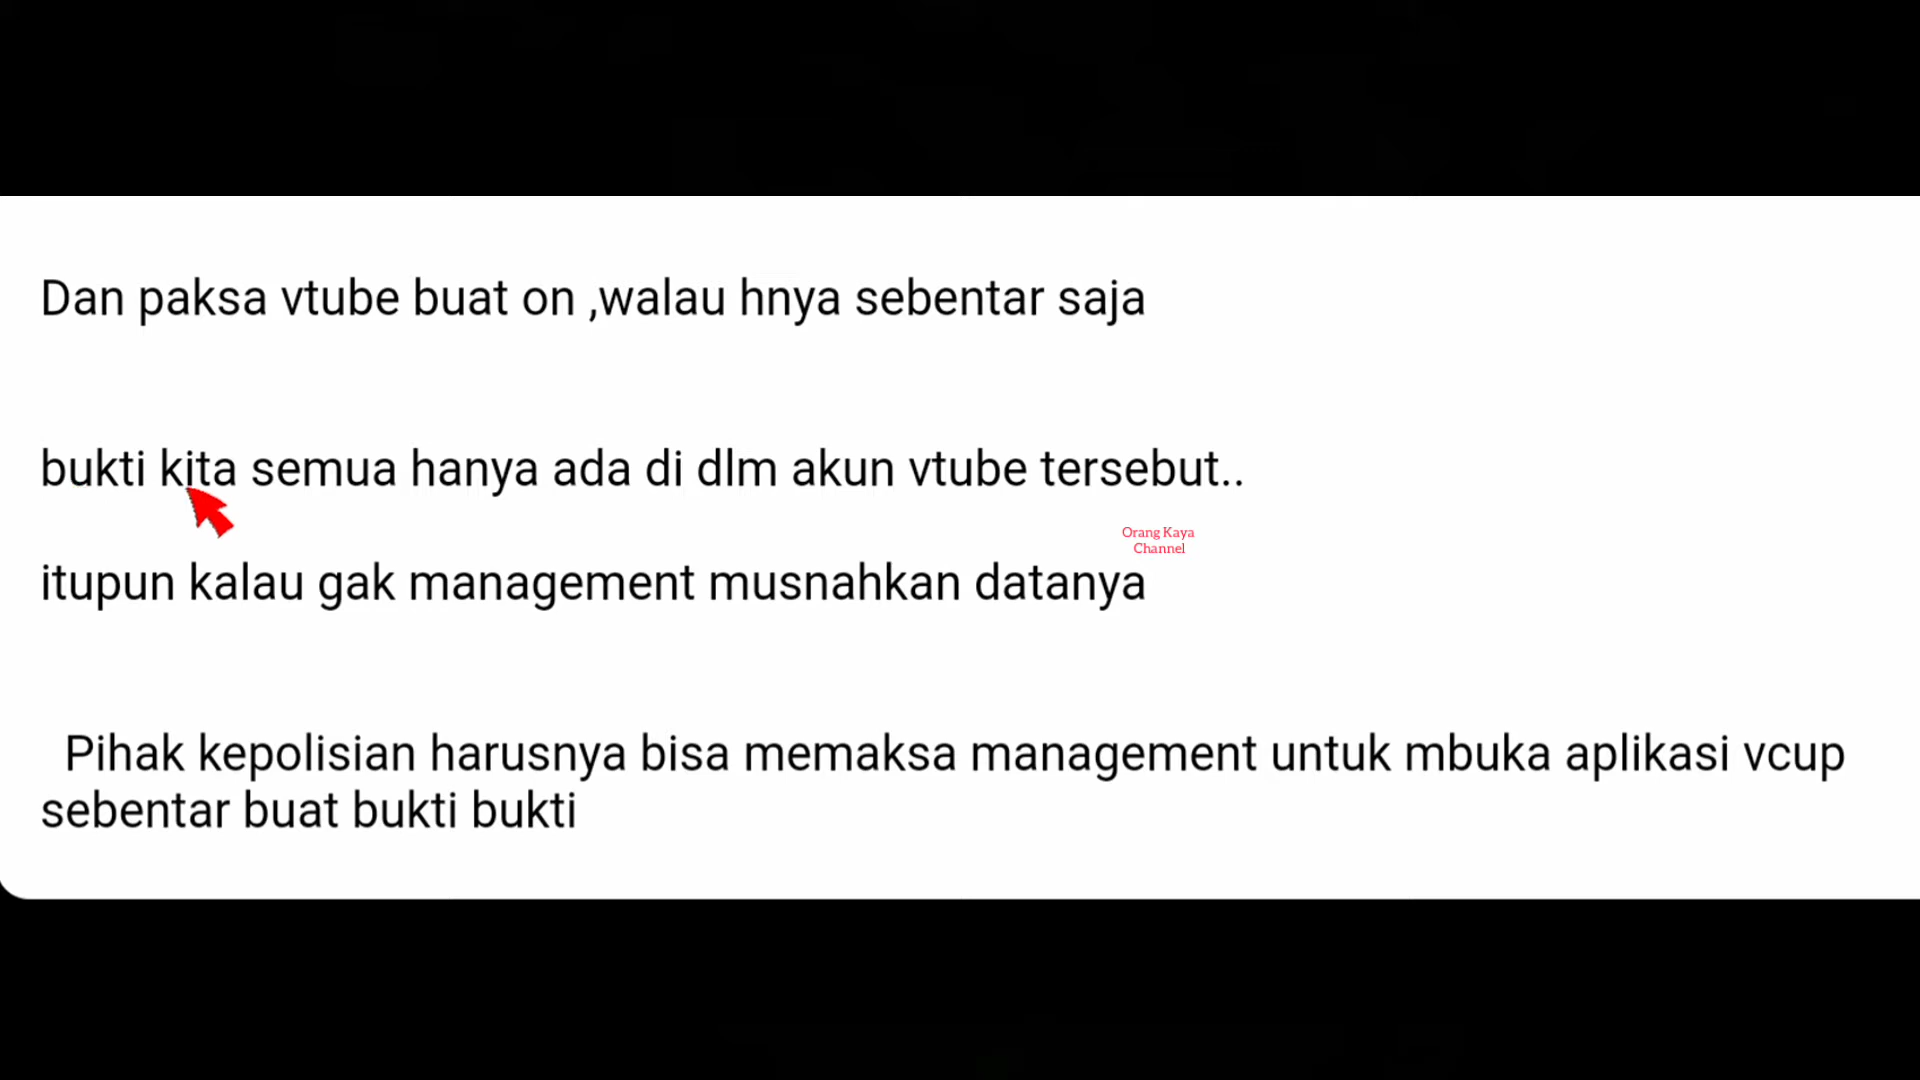 Dan paksa vtube buat on ,walau hnya sebentar saja
bukti kita semua hanya ada di dlm akun vtube tersebut..
Orang Kaya
Channel
itupun kalau gak management musnahkan datanya
Pihak kepolisian harusnya bisa memaksa management untuk mbuka aplikasi vcup
sebentar buat bukti bukti